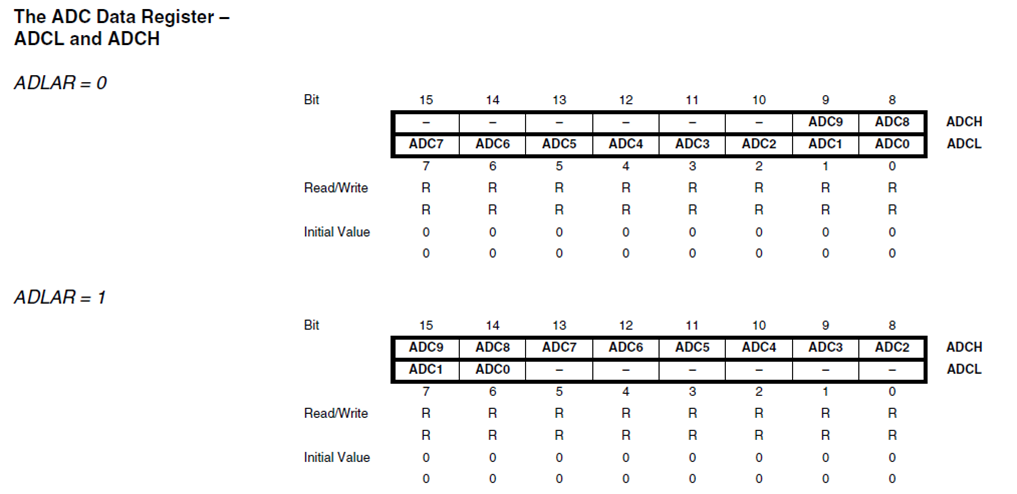 The ADC Data Register –
ADCL and ADCH
ADLAR = 0
Bit 15 14 13 12 11 10 9 8
– – – – – – ADC9 ADC8 ADCH
ADC7 ADC6 ADC5 ADC4 ADC3 ADC2 ADC1 ADC0 ADCL
7 6 5 4 3 2 1 0
Read/Write R R R R R R R R
R R R R R R R R
Initial Value 0 0 0 0 0 0 0 0
0 0 0 0 0 0 0 0
ADLAR = 1
Bit 15 14 13 12 11 10 9 8
ADC9 ADC8 ADC7 ADC6 ADC5 ADC4 ADC3 ADC2 ADCH
ADC1 ADC0 – – – – – – ADCL
7 6 5 4 3 2 1 0
Read/Write R R R R R R R R
R R R R R R R R
Initial Value 0 0 0 0 0 0 0 0
0 0 0 0 0 0 0 0